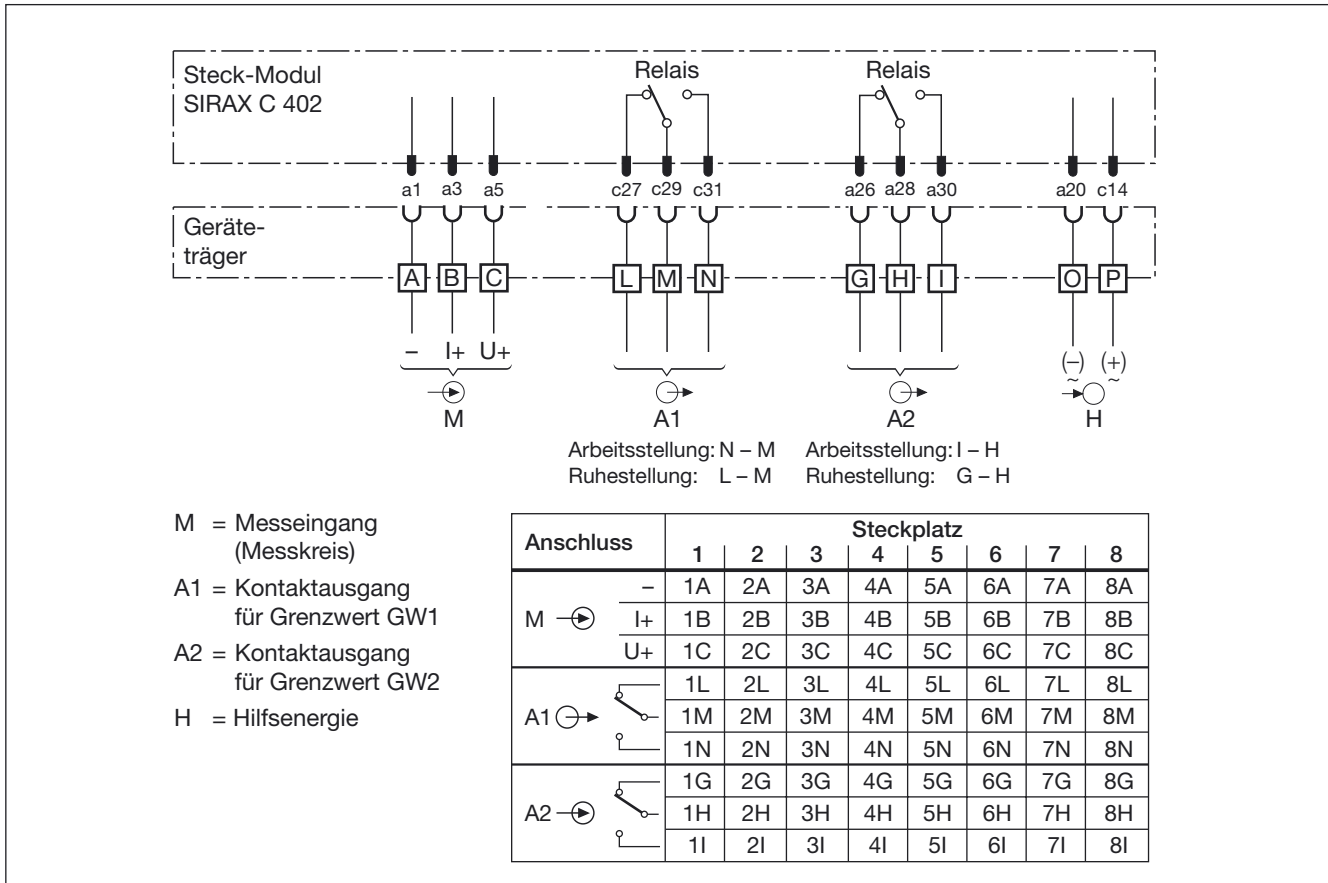 Steck-Modul
SIRAX C 402
Relais
Relais
a1 a3 a5 c27 c29 c31 a26 a28 a30 a20 c14
Geräte-
träger
A B C L M N G H I O P
– I+ U+ (–) (+)
~ ~
M A1 A2 H
Arbeitsstellung: N – M Arbeitsstellung: I – H
Ruhestellung: L – M Ruhestellung: G – H
M = Messeingang
(Messkreis)
A1 = Kontaktausgang
für Grenzwert GW1
A2 = Kontaktausgang
für Grenzwert GW2
H = Hilfsenergie
Anschluss Steckplatz
1 2 3 4 5 6 7 8
– 1A 2A 3A 4A 5A 6A 7A 8A
M I+ 1B 2B 3B 4B 5B 6B 7B 8B
U+ 1C 2C 3C 4C 5C 6C 7C 8C
1L 2L 3L 4L 5L 6L 7L 8L
A1 1M 2M 3M 4M 5M 6M 7M 8M
1N 2N 3N 4N 5N 6N 7N 8N
1G 2G 3G 4G 5G 6G 7G 8G
A2 1H 2H 3H 4H 5H 6H 7H 8H
1I 2I 3I 4I 5I 6I 7I 8I